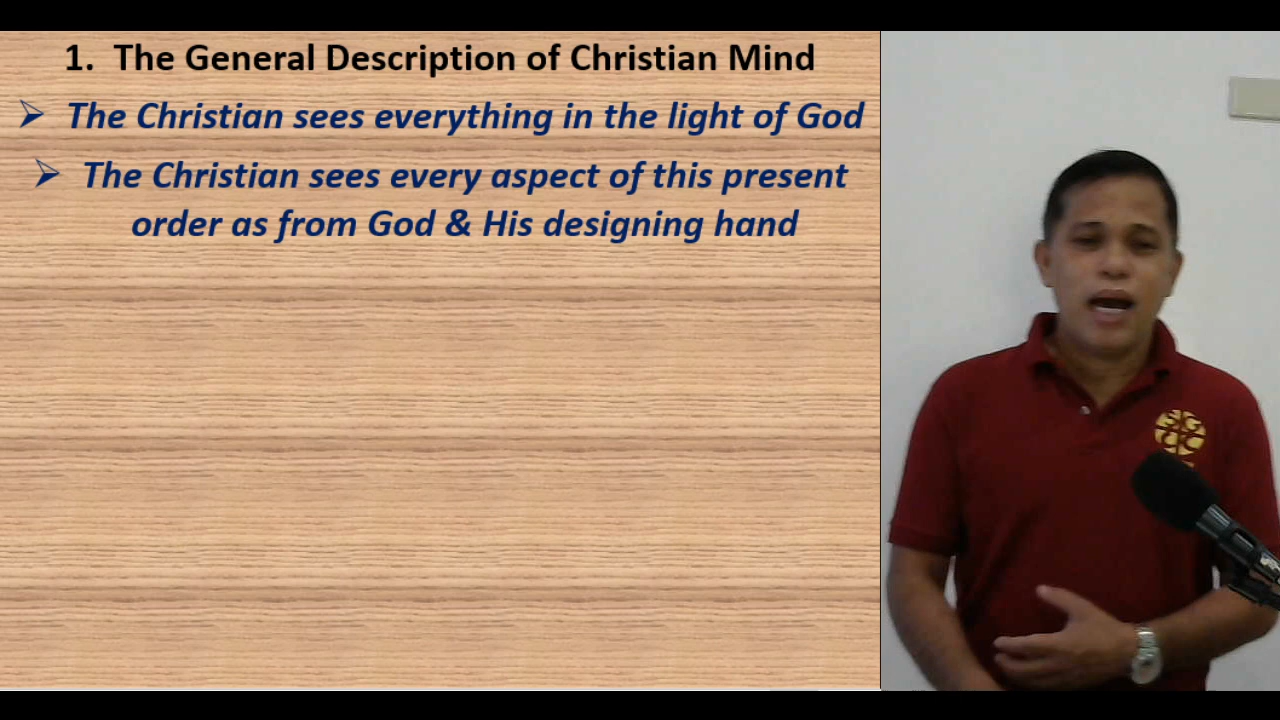 1. The General Description of Christian Mind
➢ The Christian sees everything in the light of God
➢ The Christian sees every aspect of this present
order as from God & His designing hand